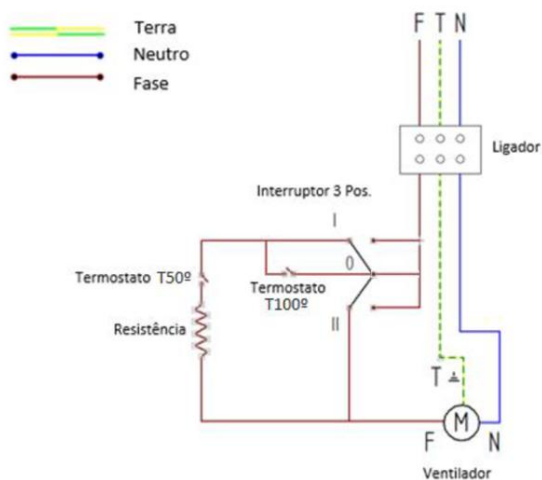 Terra
Neutro
Fase
F T N
Ligador
Interruptor 3 Pos.
I
0
Termostato T50º
Termostato
T100º
Resistência
II
T
M
F
N
Ventilador